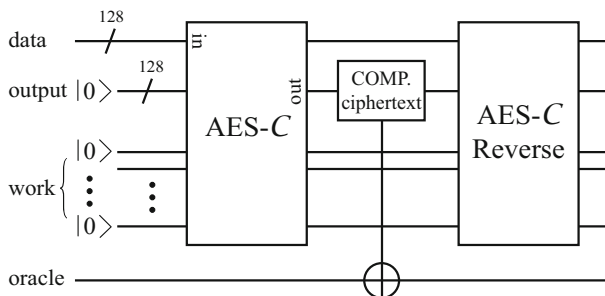 128
data
in
128
output |0⟩
out
COMP.
ciphertext
AES-C
AES-C
Reverse
|0⟩
work
|0⟩
oracle